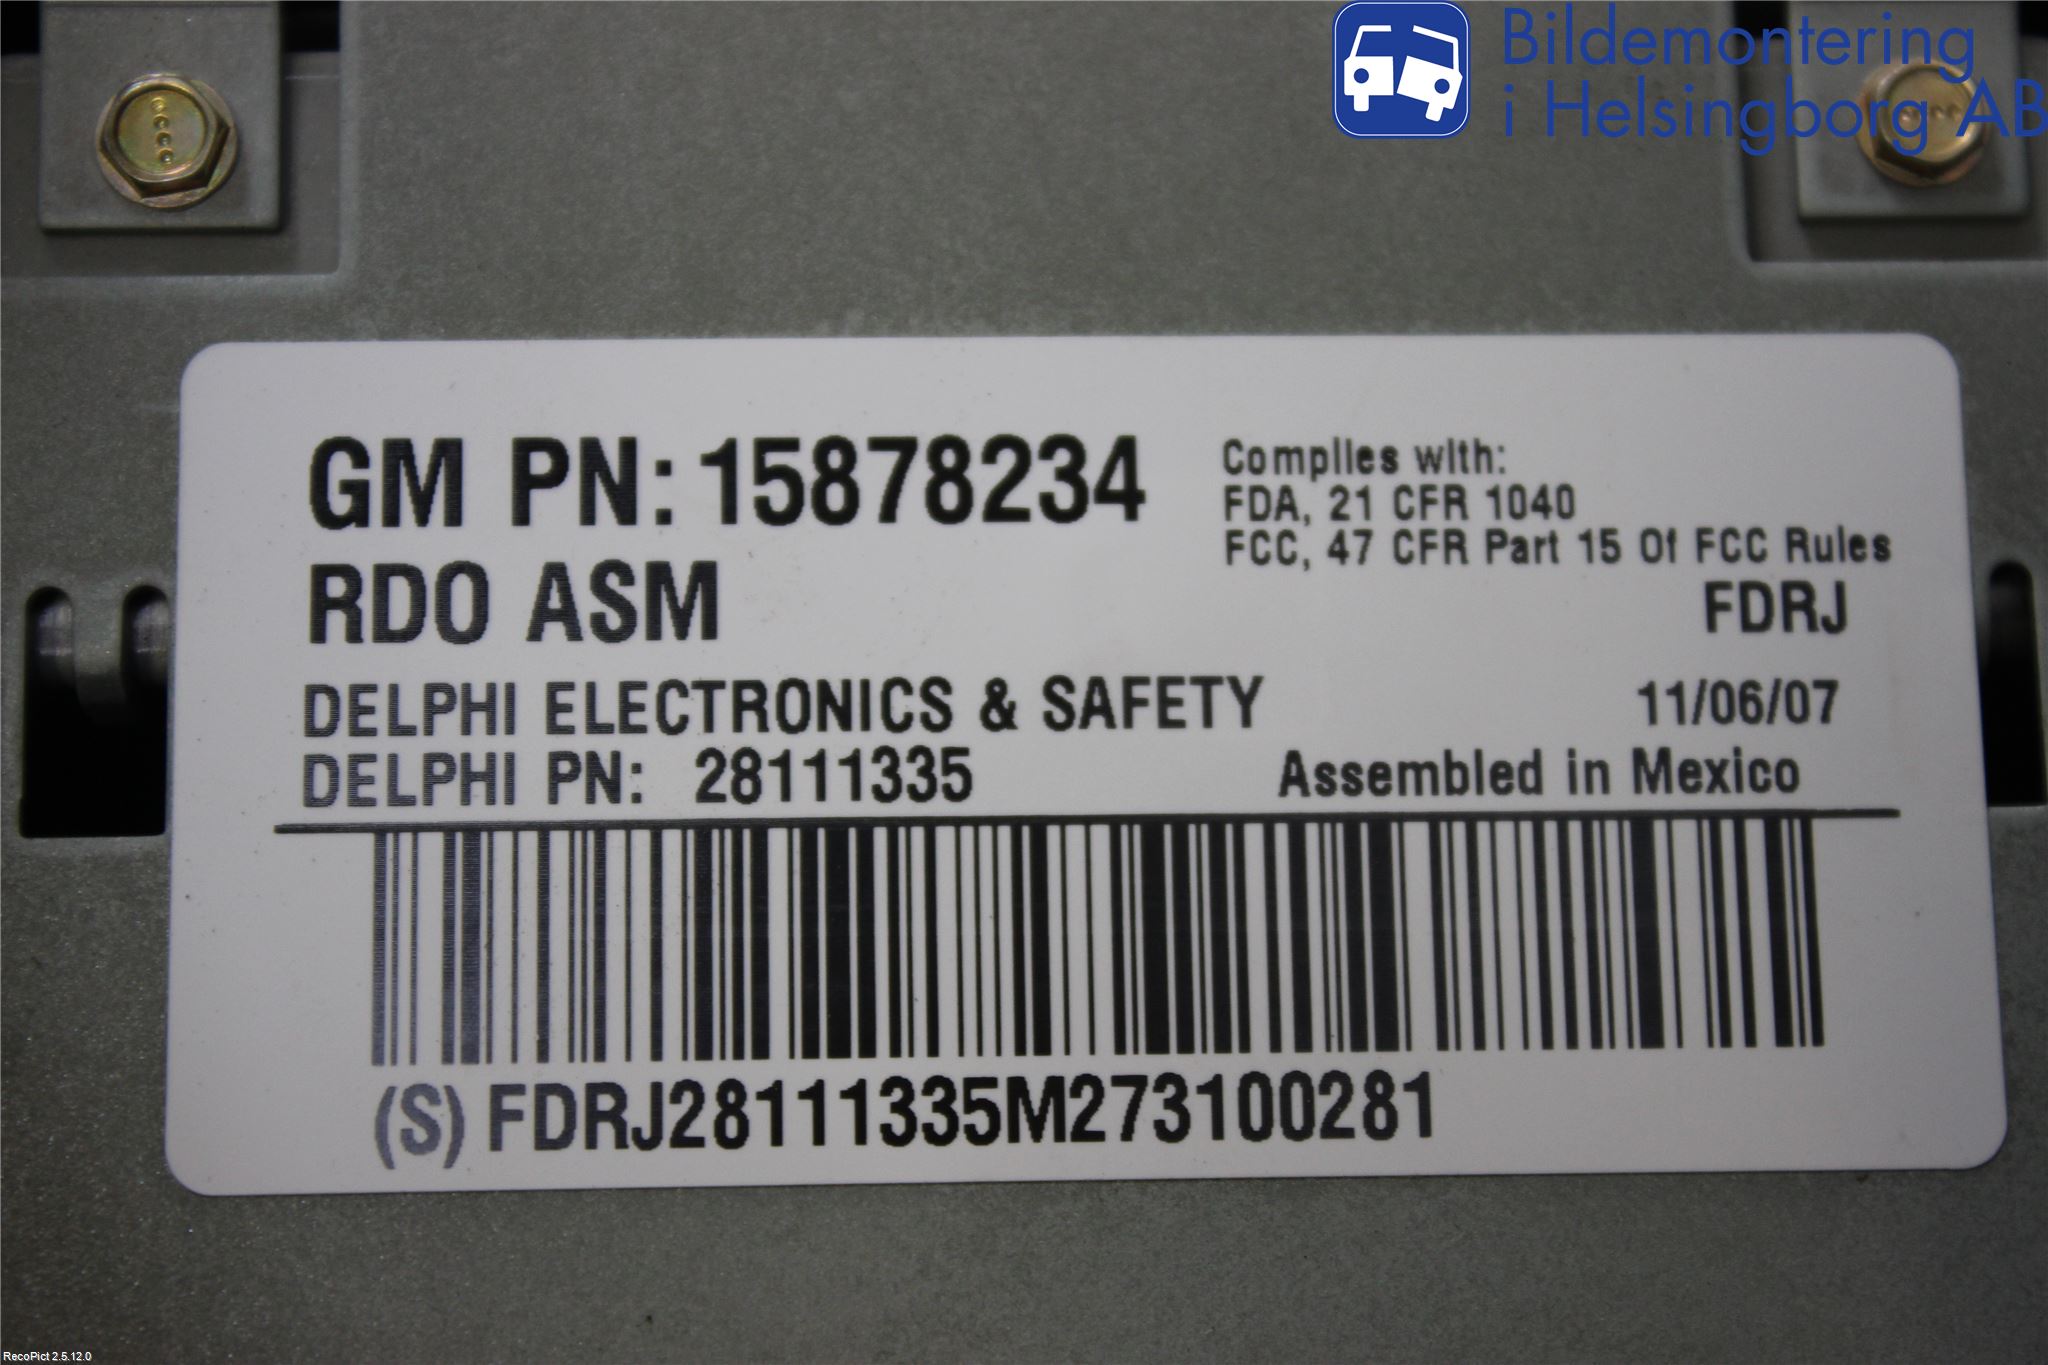 Bildemontering
i Helsingborg AB
GM PN: 15878234
RDO ASM
Complies with:
FDA, 21 CFR 1040
FCC, 47 CFR Part 15 Of FCC Rules
FDRJ
DELPHI ELECTRONICS & SAFETY
11/06/07
DELPHI PN: 28111335
Assembled in Mexico
(S) FDRJ28111335M273100281
RecoPict 2.5.12.0